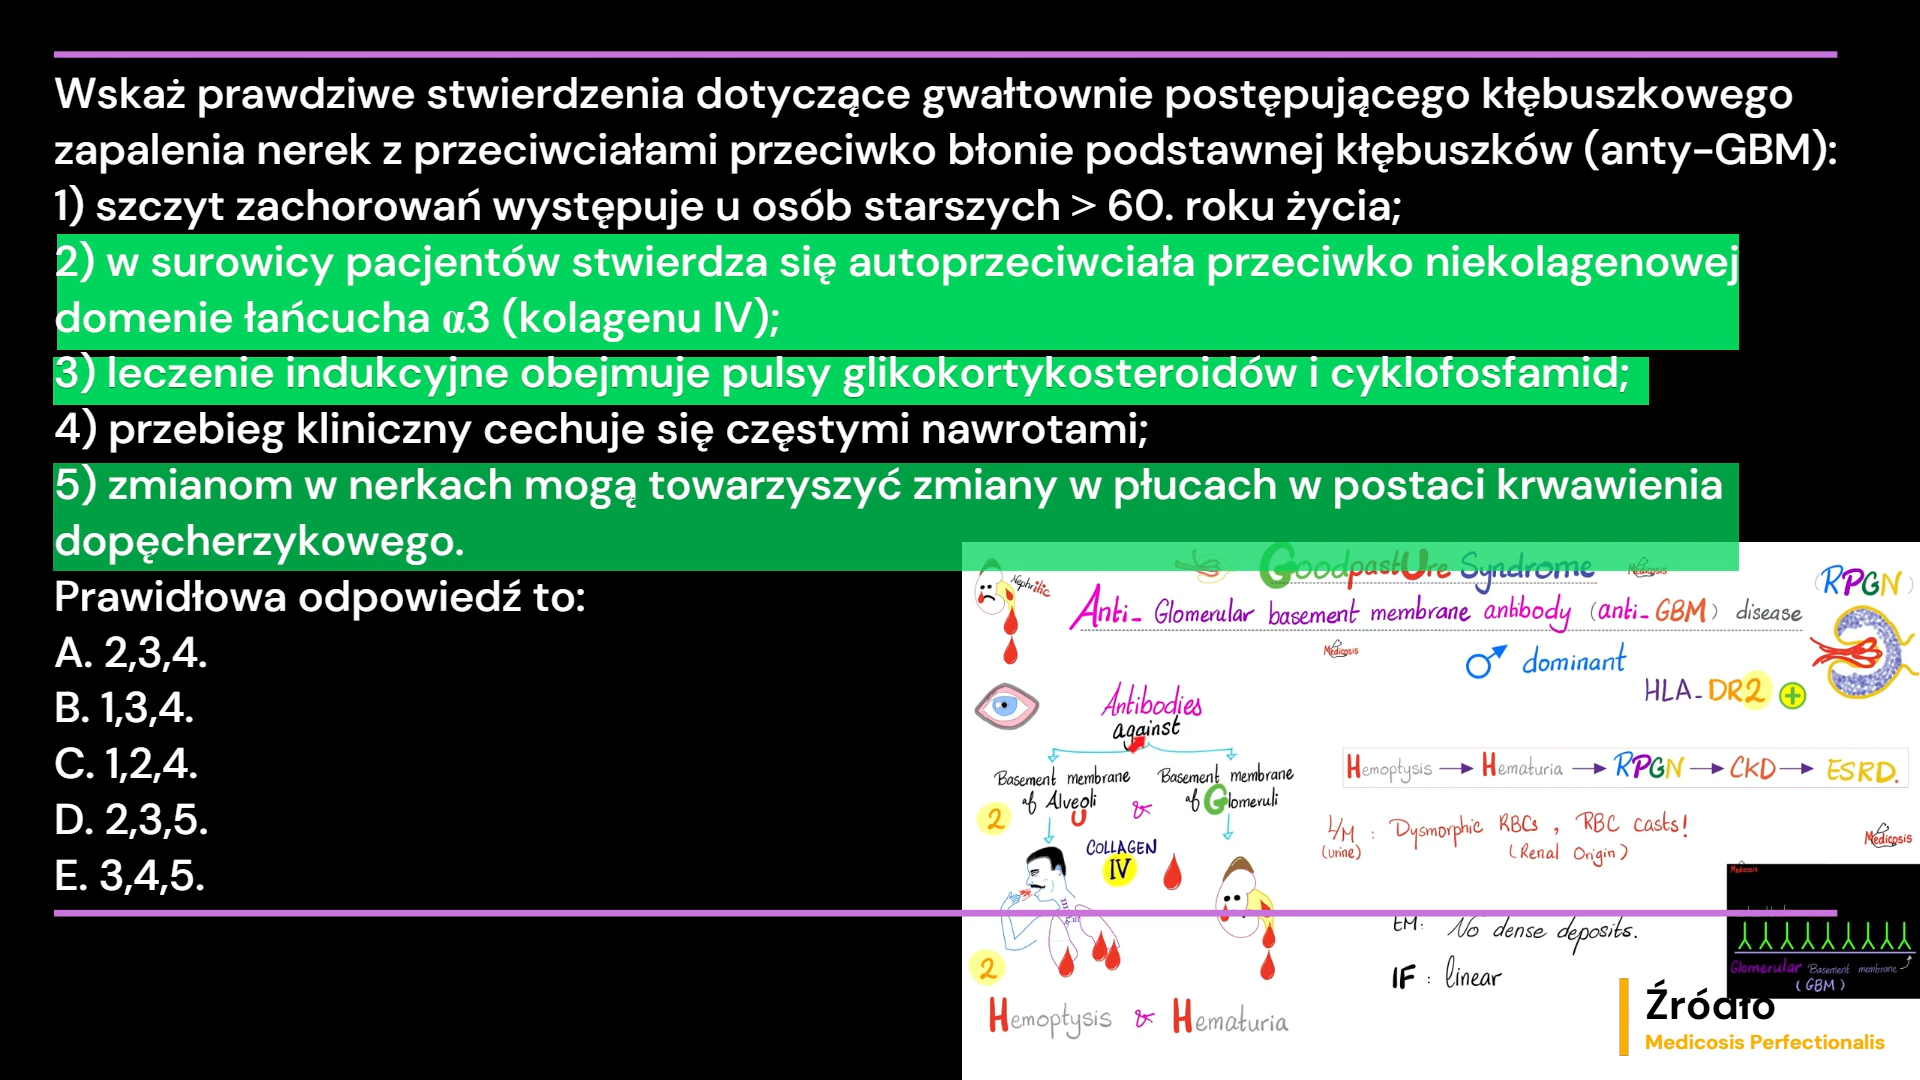 Wskaż prawdziwe stwierdzenia dotyczące gwałtownie postępującego kłębuszkowego
zapalenia nerek z przeciwciałami przeciwko błonie podstawnej kłębuszków (anty-GBM):
1) szczyt zachorowań występuje u osób starszych > 60. roku życia;
2) w surowicy pacjentów stwierdza się autoprzeciwciała przeciwko niekolagenowej
domenie łańcucha α3 (kolagenu IV);
3) leczenie indukcyjne obejmuje pulsy glikokortykosteroidów i cyklofosfamid;
4) przebieg kliniczny cechuje się częstymi nawrotami;
5) zmianom w nerkach mogą towarzyszyć zmiany w płucach w postaci krwawienia
dopęcherzykowego.
Prawidłowa odpowiedź to:
A. 2,3,4.
B. 1,3,4.
C. 1,2,4.
D. 2,3,5.
E. 3,4,5.
GoodpastUre Syndrome
Medicosis
Nephritic
Anti- Glomerular basement membrane antibody (anti-GBM) disease
(RPGN)
Medicosis
♂ dominant
HLA-DR2 +
Antibodies
against
Basement membrane
of Alveoli
&
Basement membrane
of Glomeruli
2
U
COLLAGEN
IV
Hemoptysis → Hematuria → RPGN → CKD → ESRD.
L/M : Dysmorphic RBCs, RBC casts!
(urine) (Renal Origin)
Medicosis
Medicosis
EM: No dense deposits.
IF : linear
2
Hemoptysis & Hematuria
Glomerular Basement membrane
(GBM)
Źródło
Medicosis Perfectionalis